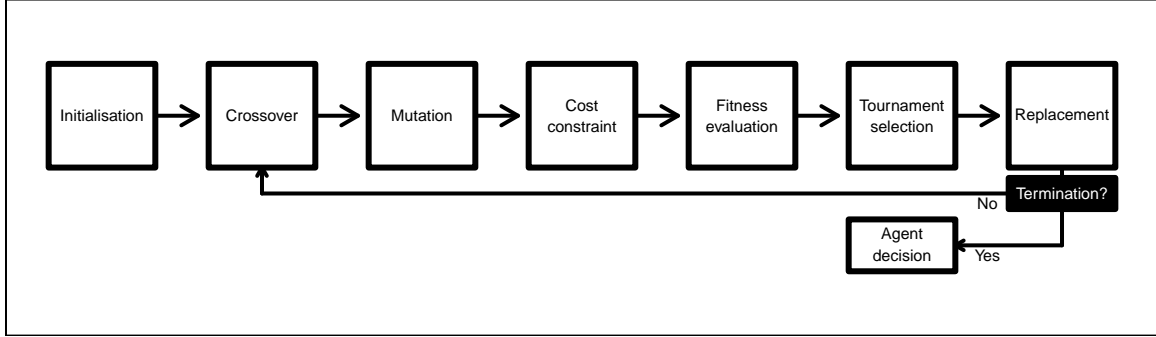 Initialisation
Crossover
Mutation
Cost
constraint
Fitness
evaluation
Tournament
selection
Replacement
Termination?
No
Agent
decision
Yes